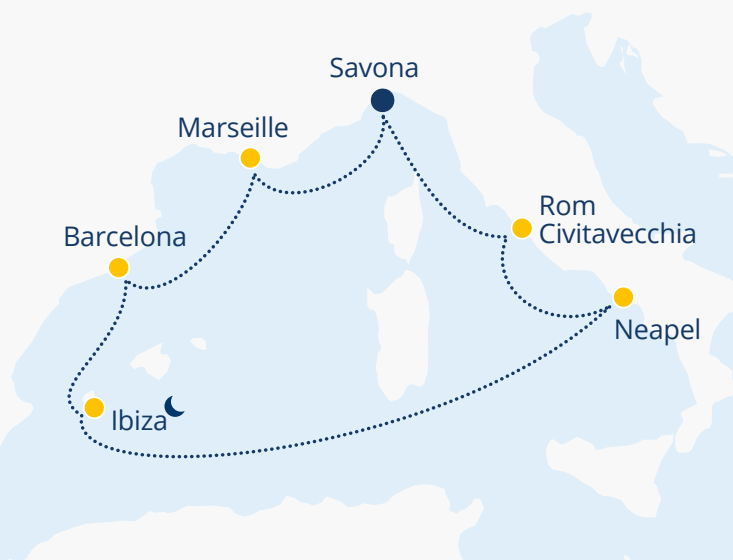 Savona
Marseille
Rom
Civitavecchia
Barcelona
Neapel
Ibiza